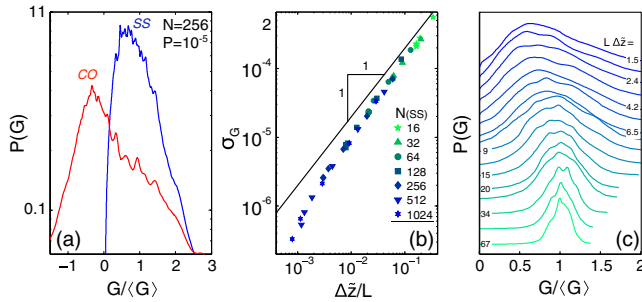 11
P(G)
0.1
CO
SS
N=256
P=10⁻⁵
(a)
−1 0 1 2 3
G/⟨G⟩
σ_G
10⁻⁴
10⁻⁵
10⁻⁶
1
1
N(SS)
16
32
64
128
256
512
1024
(b)
10⁻³ 10⁻² 10⁻¹ 10⁰
Δz̃/L
(c)
P(G)
L Δz̃=
1.5
2.4
4.2
6.5
9
15
20
34
67
0 0.5 1 1.5 2
G/⟨G⟩